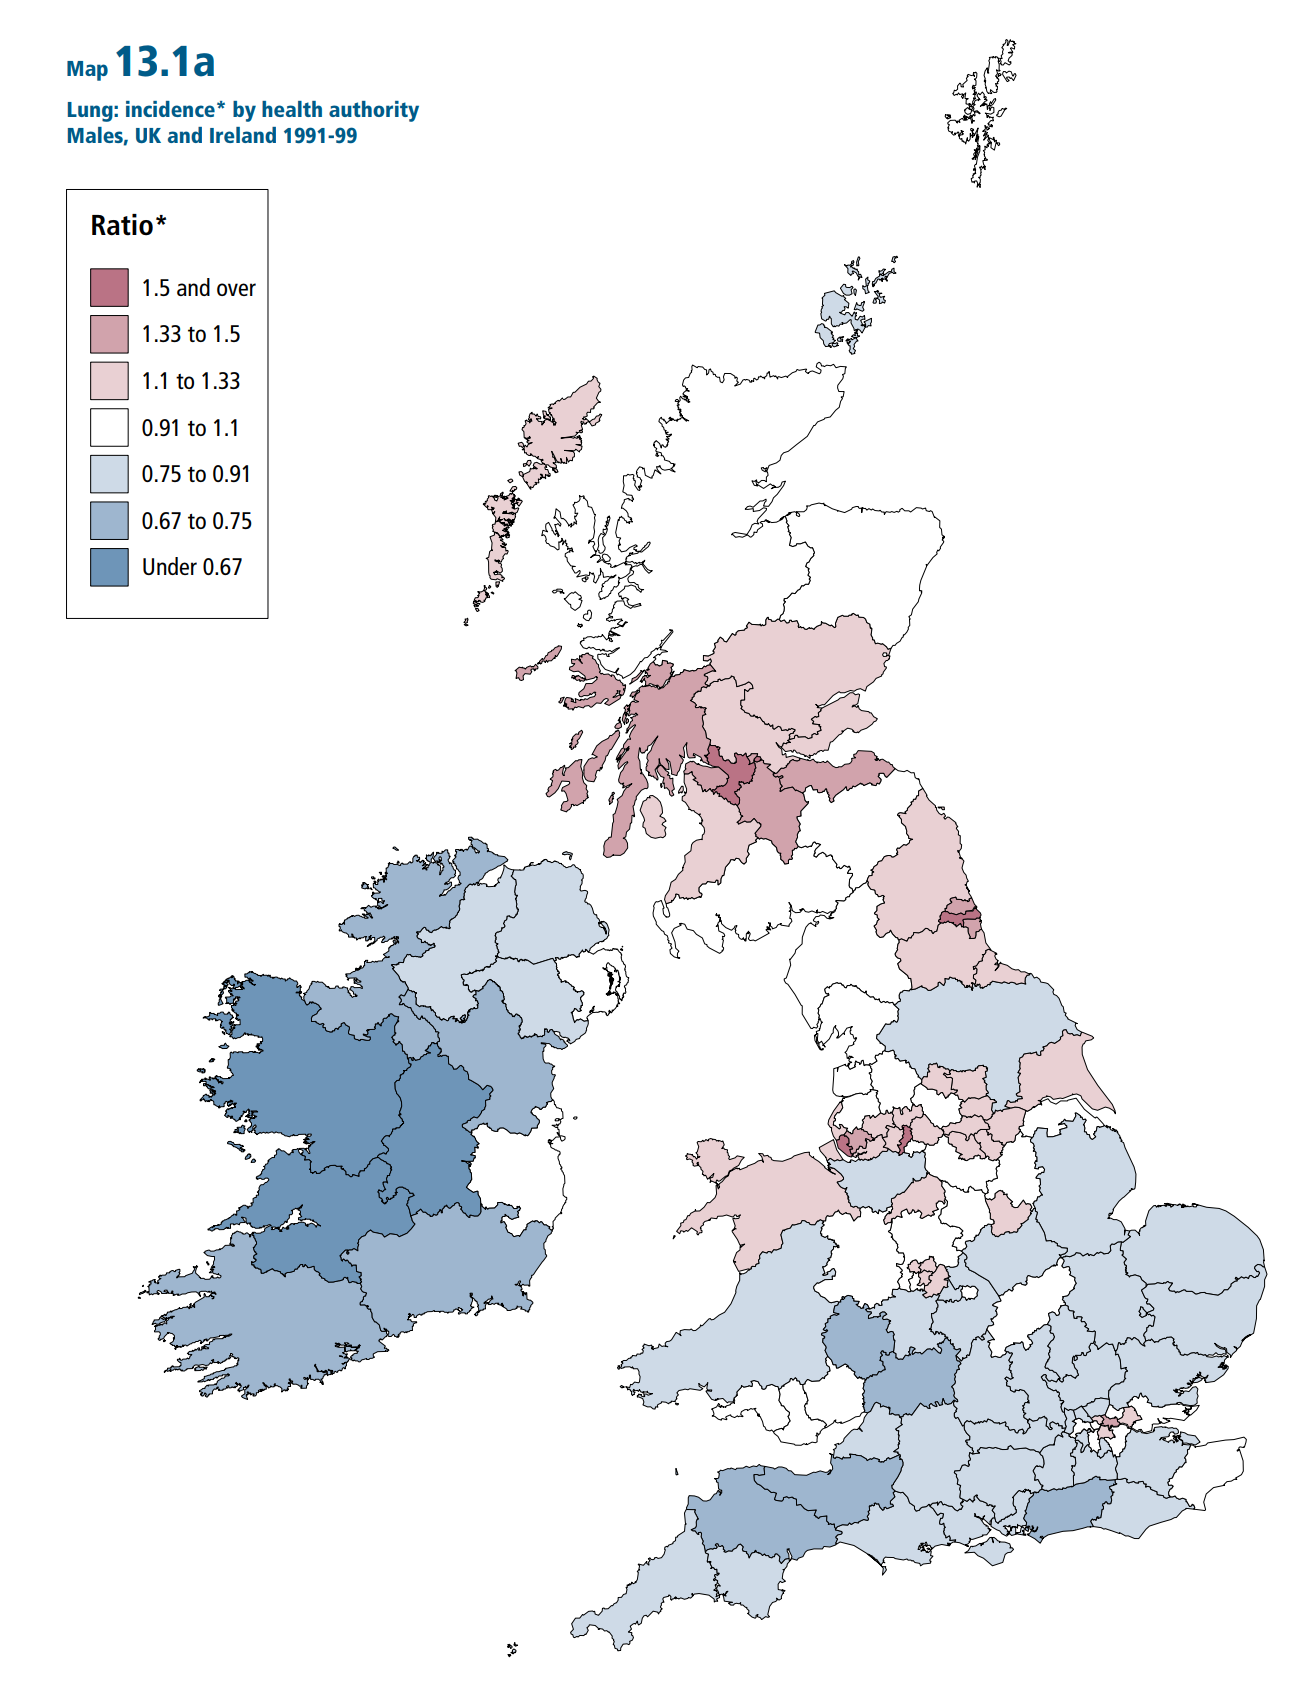 Map 13.1a
Lung: incidence* by health authority
Males, UK and Ireland 1991-99
Ratio*
1.5 and over
1.33 to 1.5
1.1 to 1.33
0.91 to 1.1
0.75 to 0.91
0.67 to 0.75
Under 0.67